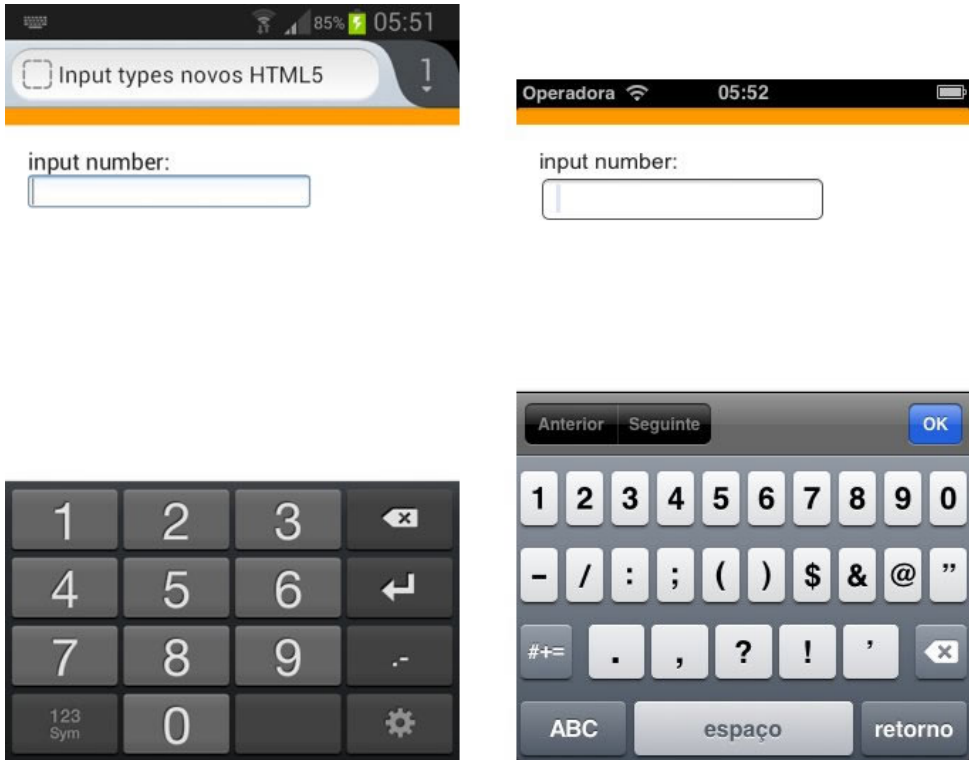 85% 05:51
Input types novos HTML5 1
input number:
1 2 3
4 5 6
7 8 9 .-
123
Sym
0
Operadora 05:52
input number:
Anterior Seguinte OK
1 2 3 4 5 6 7 8 9 0
- / : ; ( ) $ & @ ”
#+= . , ? ! ’
ABC espaço retorno